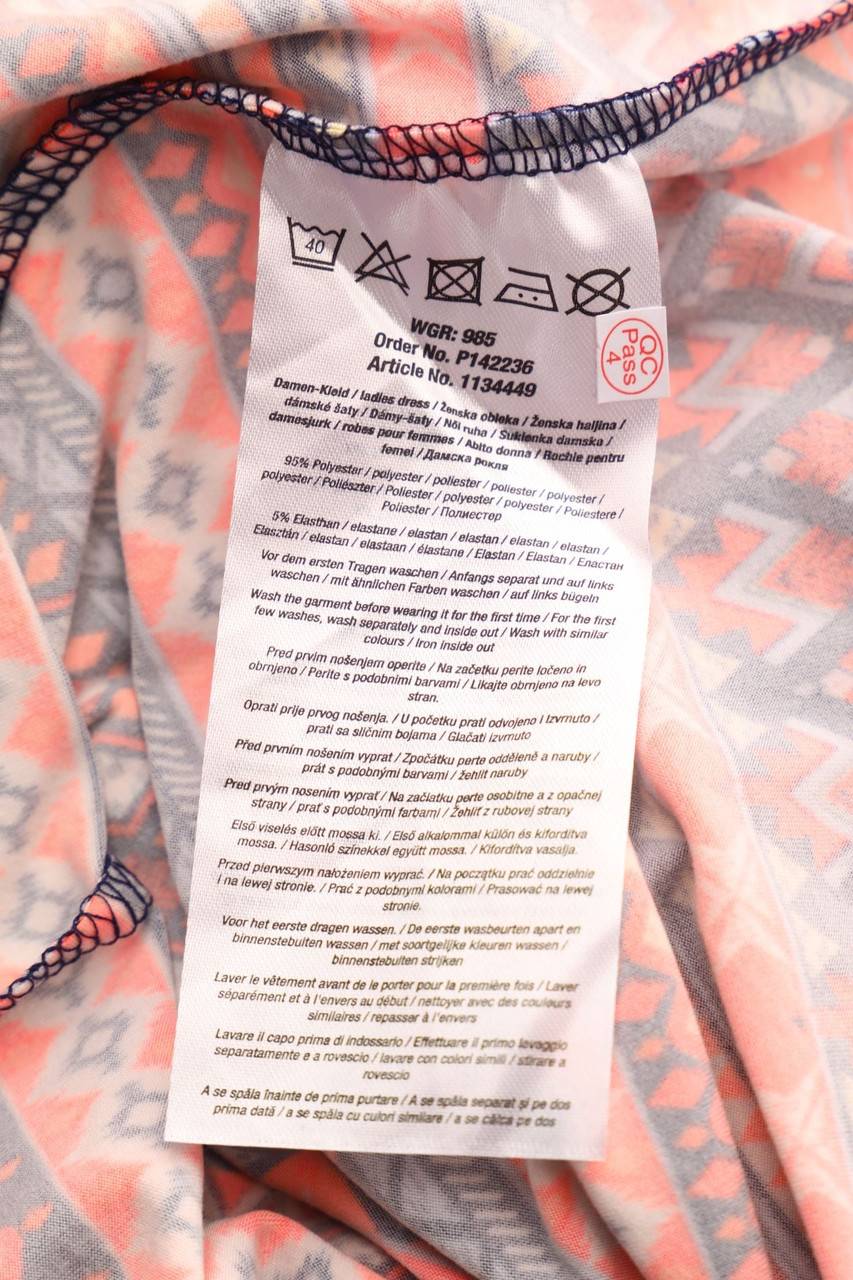 40
WGR: 985
Order No. P142236
Article No. 1134449
QC
Pass
4
Damen-Kleid / ladies dress / Ženska obleka / Ženska haljina /
dámské šaty / Dámy-šaty / Női ruha / Sukienka damska /
damesjurk / robes pour femmes / Abito donna / Rochie pentru
femei / Дамска рокля
95% Polyester / polyester / poliester / poliester / polyester /
polyester / Poliészter / Poliester / polyester / polyester / Poliestere /
Poliester / Полиестер
5% Elasthan / elastane / elastan / elastan / elastan / elastan /
Elasztán / elastan / elastaan / élastane / Elastan / Elastan / Еластан
Vor dem ersten Tragen waschen / Anfangs separat und auf links
waschen / mit ähnlichen Farben waschen / auf links bügeln
Wash the garment before wearing it for the first time / For the first
few washes, wash separately and inside out / Wash with similar
colours / Iron inside out
Pred prvim nošenjem operite / Na začetku perite ločeno in
obrnjeno / Perite s podobnimi barvami / Likajte obrnjeno na levo
stran.
Oprati prije prvog nošenja. / U početku prati odvojeno i izvrnuto /
prati sa sličnim bojama / Glačati izvrnuto
Před prvním nošením vyprat / Zpočátku perte odděleně a naruby /
prát s podobnými barvami / žehlit naruby
Pred prvým nosením vyprať / Na začiatku perte osobitne a z opačnej
strany / prať s podobnými farbami / Žehliť z rubovej strany
Első viselés előtt mossa ki. / Első alkalommal külön és kifordítva
mossa. / Hasonló színekkel együtt mossa. / Kifordítva vasalja.
Przed pierwszym nałożeniem wyprać. / Na początku prać oddzielnie
i na lewej stronie. / Prać z podobnymi kolorami / Prasować na lewej
stronie.
Voor het eerste dragen wassen. / De eerste wasbeurten apart en
binnenstebuiten wassen / met soortgelijke kleuren wassen /
binnenstebuiten strijken
Laver le vêtement avant de le porter pour la première fois / Laver
séparément et à l'envers au début / nettoyer avec des couleurs
similaires / repasser à l'envers
Lavare il capo prima di indossarlo / Effettuare il primo lavaggio
separatamente e a rovescio / lavare con colori simili / stirare a
rovescio
A se spăla înainte de prima purtare / A se spăla separat și pe dos
prima dată / a se spăla cu culori similare / a se călca pe dos